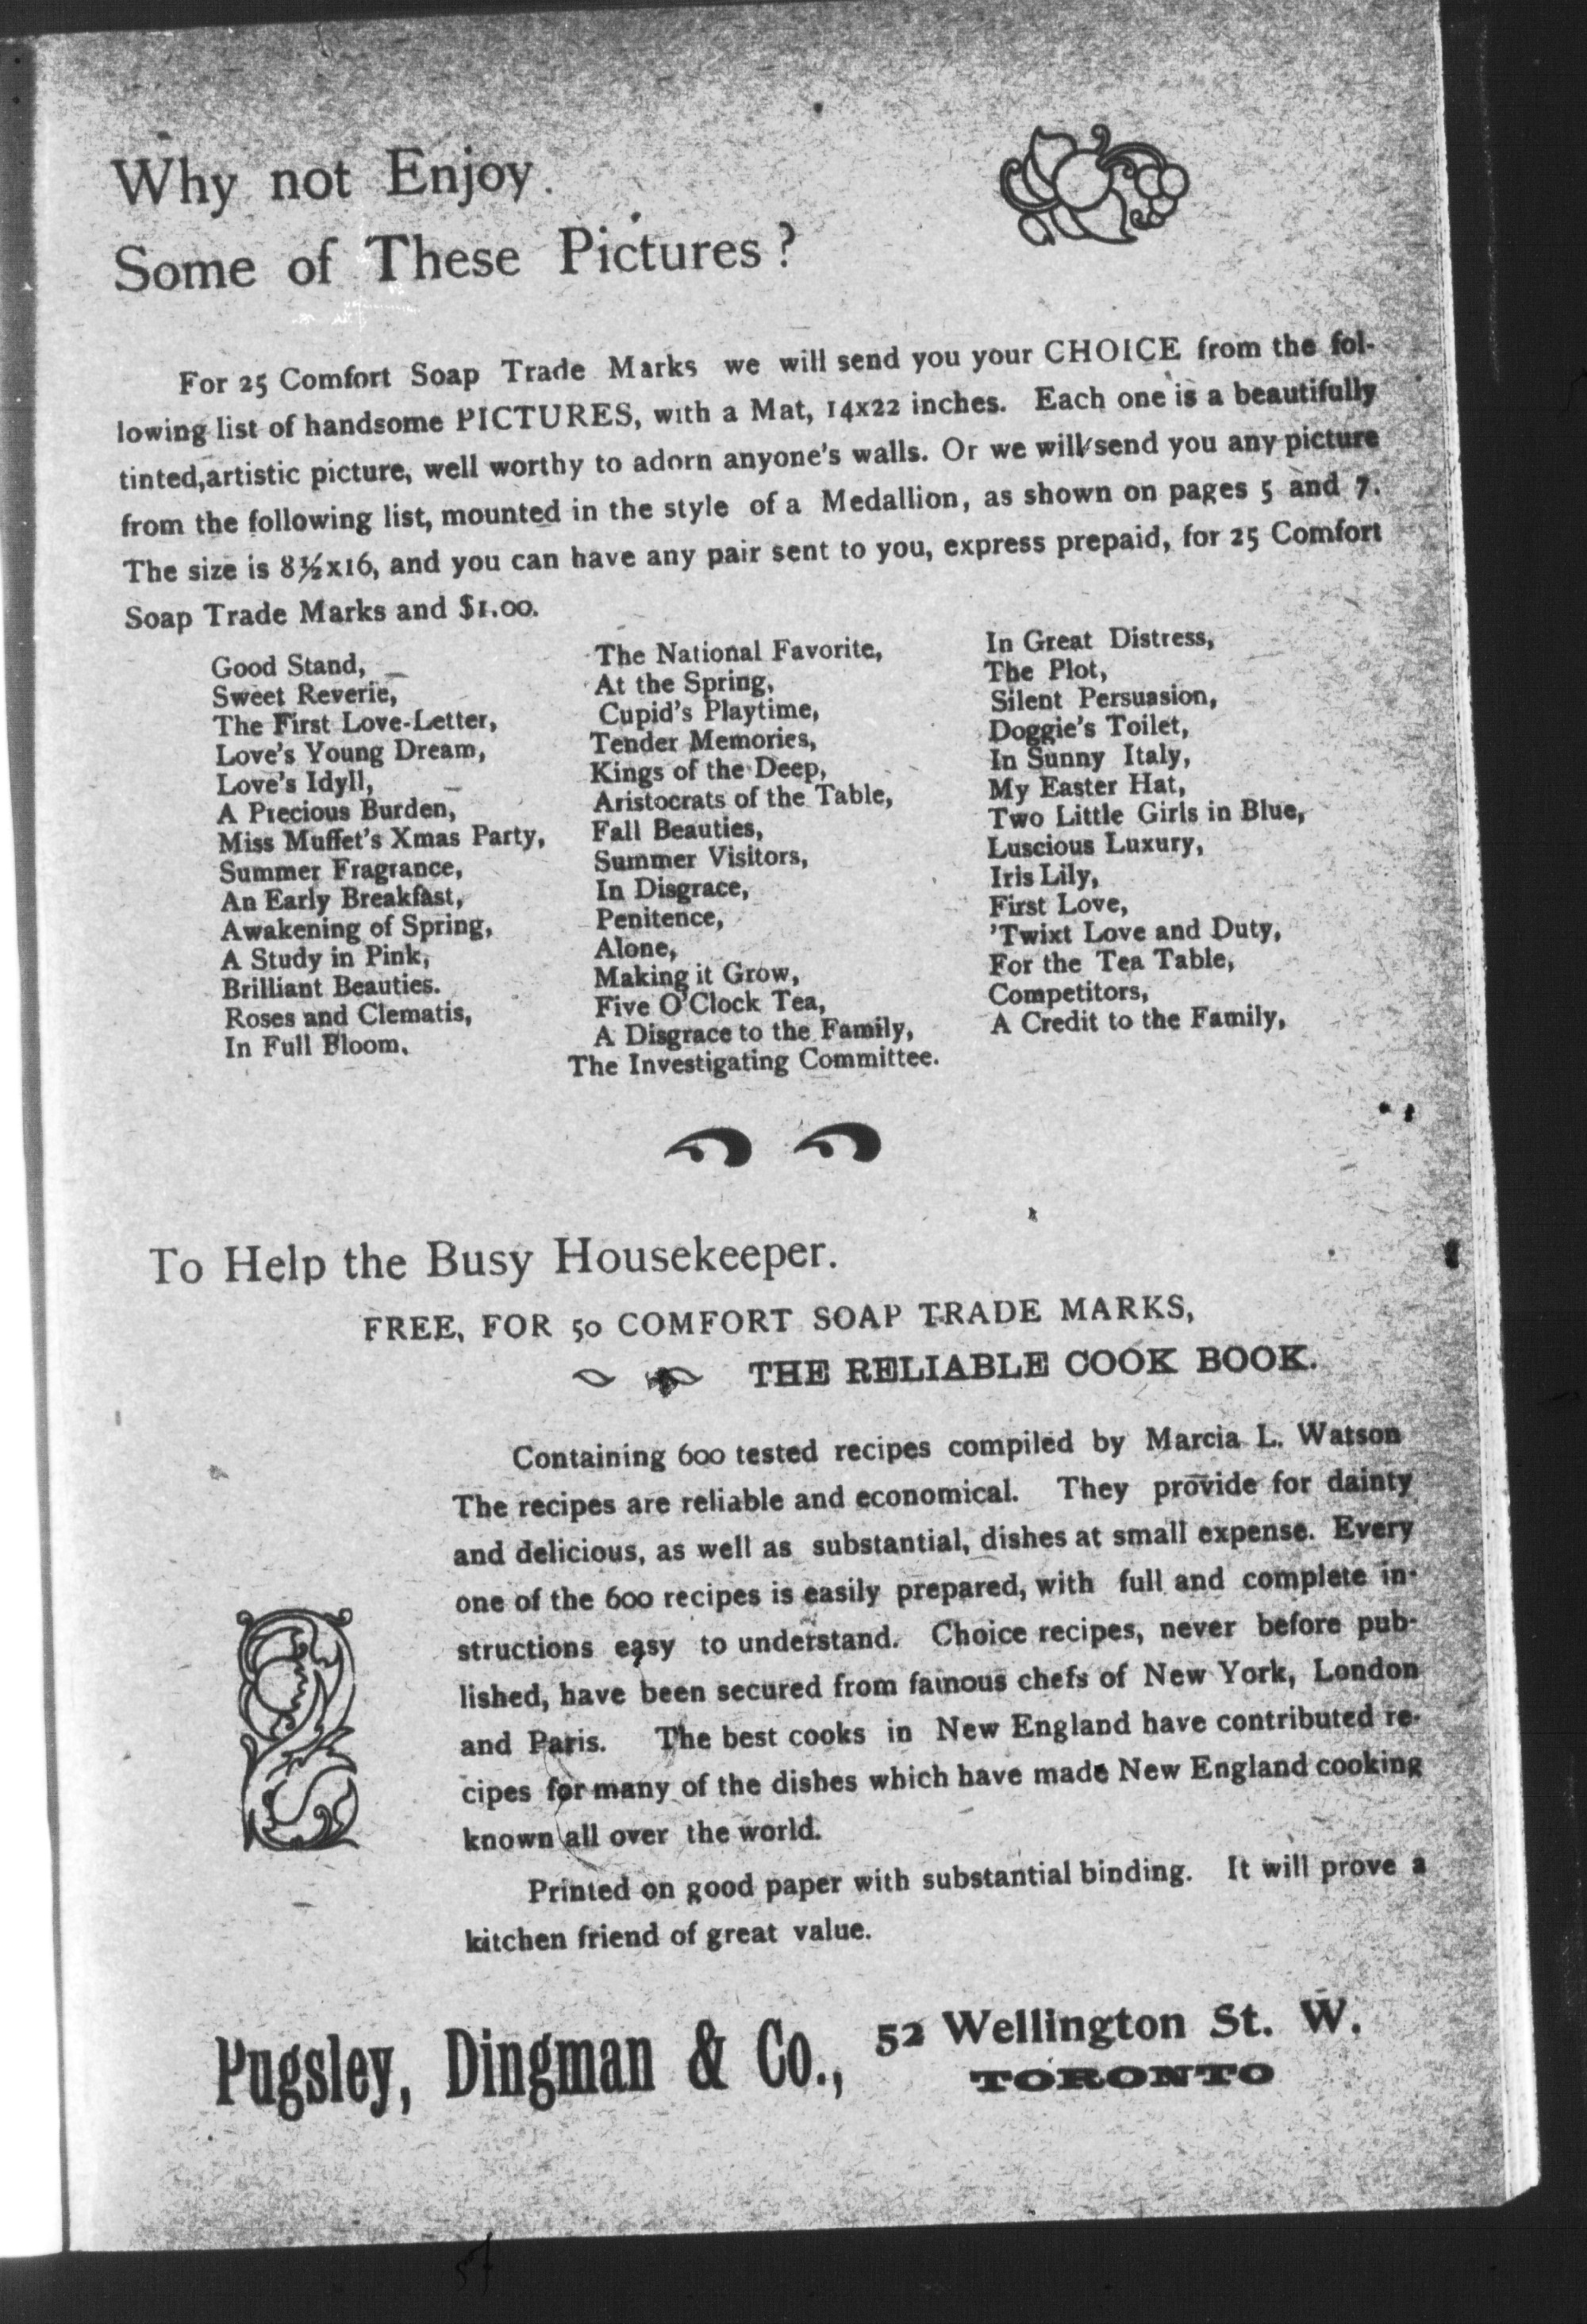 Why not Enjoy
Some of These Pictures?
For 25 Comfort Soap Trade Marks we will send you your CHOICE from the fol-
lowing list of handsome PICTURES, with a Mat, 14x22 inches. Each one is a beautifully
tinted,artistic picture, well worthy to adorn anyone's walls. Or we will send you any picture
from the following list, mounted in the style of a Medallion, as shown on pages 5 and 7.
The size is 8½x16, and you can have any pair sent to you, express prepaid, for 25 Comfort
Soap Trade Marks and $1.00.
Good Stand,
Sweet Reverie,
The First Love-Letter,
Love's Young Dream,
Love's Idyll,
A Precious Burden,
Miss Muffet's Xmas Party,
Summer Fragrance,
An Early Breakfast,
Awakening of Spring,
A Study in Pink,
Brilliant Beauties.
Roses and Clematis,
In Full Bloom,
The National Favorite,
At the Spring,
Cupid's Playtime,
Tender Memories,
Kings of the Deep,
Aristocrats of the Table,
Fall Beauties,
Summer Visitors,
In Disgrace,
Penitence,
Alone,
Making it Grow,
Five O'Clock Tea,
A Disgrace to the Family,
The Investigating Committee.
In Great Distress,
The Plot,
Silent Persuasion,
Doggie's Toilet,
In Sunny Italy,
My Easter Hat,
Two Little Girls in Blue,
Luscious Luxury,
Iris Lily,
First Love,
'Twixt Love and Duty,
For the Tea Table,
Competitors,
A Credit to the Family,
To Help the Busy Housekeeper.
FREE, FOR 50 COMFORT SOAP TRADE MARKS,
THE RELIABLE COOK BOOK.
Containing 600 tested recipes compiled by Marcia L. Watson
The recipes are reliable and economical. They provide for dainty
and delicious, as well as substantial, dishes at small expense. Every
one of the 600 recipes is easily prepared, with full and complete in-
structions easy to understand. Choice recipes, never before pub-
lished, have been secured from famous chefs of New York, London
and Paris. The best cooks in New England have contributed re-
cipes for many of the dishes which have made New England cooking
known all over the world.
Printed on good paper with substantial binding. It will prove a
kitchen friend of great value.
Pugsley, Dingman & Co., 52 Wellington St. W.
TORONTO